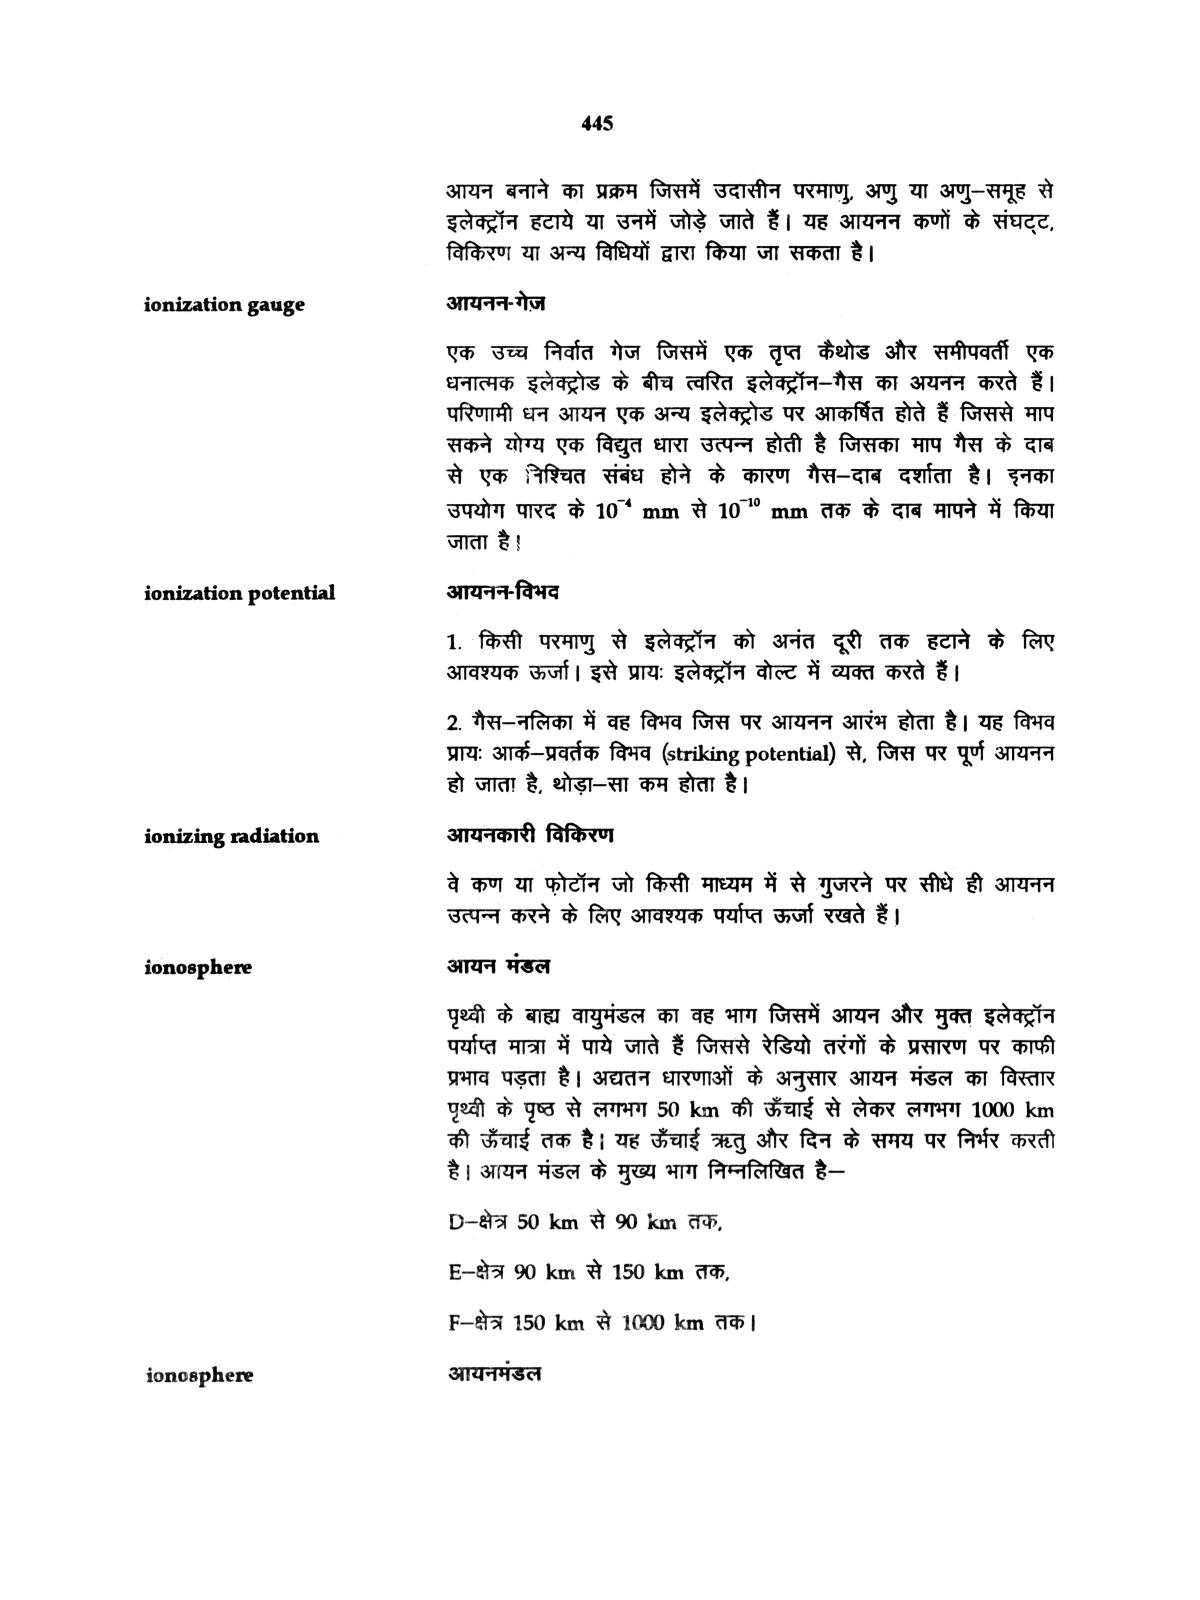 445
आयन बनाने का प्रक्रम जिसमें उदासीन परमाणु, अणु या अणु–समूह से
इलेक्ट्रॉन हटाये या उनमें जोड़े जाते हैं। यह आयनन कणों के संघट्ट,
विकिरण या अन्य विधियों द्वारा किया जा सकता है।
ionization gauge आयनन-गेज़
एक उच्च निर्वात गेज जिसमें एक तृप्त कैथोड और समीपवर्ती एक
धनात्मक इलेक्ट्रोड के बीच त्वरित इलेक्ट्रॉन–गैस का अयनन करते हैं।
परिणामी धन आयन एक अन्य इलेक्ट्रोड पर आकर्षित होते हैं जिससे माप
सकने योग्य एक विद्युत धारा उत्पन्न होती है जिसका माप गैस के दाब
से एक निश्चित संबंध होने के कारण गैस–दाब दर्शाता है। इनका
उपयोग पारद के 10⁻⁴ mm से 10⁻¹⁰ mm तक के दाब मापने में किया
जाता है।
ionization potential आयनन-विभद
1. किसी परमाणु से इलेक्ट्रॉन को अनंत दूरी तक हटाने के लिए
आवश्यक ऊर्जा। इसे प्रायः इलेक्ट्रॉन वोल्ट में व्यक्त करते हैं।
2. गैस–नलिका में वह विभव जिस पर आयनन आरंभ होता है। यह विभव
प्रायः आर्क–प्रवर्तक विभव (striking potential) से, जिस पर पूर्ण आयनन
हो जाता है, थोड़ा–सा कम होता है।
ionizing radiation आयनकारी विकिरण
वे कण या फ़ोटॉन जो किसी माध्यम में से गुजरने पर सीधे ही आयनन
उत्पन्न करने के लिए आवश्यक पर्याप्त ऊर्जा रखते हैं।
ionosphere आयन मंडल
पृथ्वी के बाह्य वायुमंडल का वह भाग जिसमें आयन और मुक्त इलेक्ट्रॉन
पर्याप्त मात्रा में पाये जाते हैं जिससे रेडियो तरंगों के प्रसारण पर काफी
प्रभाव पड़ता है। अद्यतन धारणाओं के अनुसार आयन मंडल का विस्तार
पृथ्वी के पृष्ठ से लगभग 50 km की ऊँचाई से लेकर लगभग 1000 km
की ऊँचाई तक है। यह ऊँचाई ऋतु और दिन के समय पर निर्भर करती
है। आयन मंडल के मुख्य भाग निम्नलिखित है–
D–क्षेत्र 50 km से 90 km तक,
E–क्षेत्र 90 km से 150 km तक,
F–क्षेत्र 150 km से 1000 km तक।
ionosphere आयनमंडल